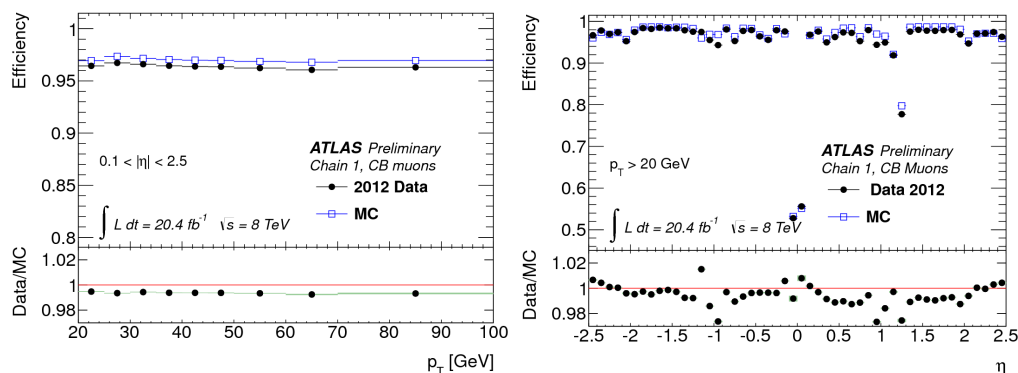 Efficiency
1
0.95
0.9
0.85
0.8
0.1 < |η| < 2.5
ATLAS Preliminary
Chain 1, CB muons
2012 Data
MC
∫ L dt = 20.4 fb⁻¹ √s = 8 TeV
Data/MC
1.02
1
0.98
20 30 40 50 60 70 80 90 100
p_T [GeV]
Efficiency
1
0.9
0.8
0.7
0.6
0.5
p_T > 20 GeV
ATLAS Preliminary
Chain 1, CB Muons
Data 2012
MC
∫ L dt = 20.4 fb⁻¹ √s = 8 TeV
Data/MC
1.02
1
0.98
-2.5 -2 -1.5 -1 -0.5 0 0.5 1 1.5 2 2.5
η